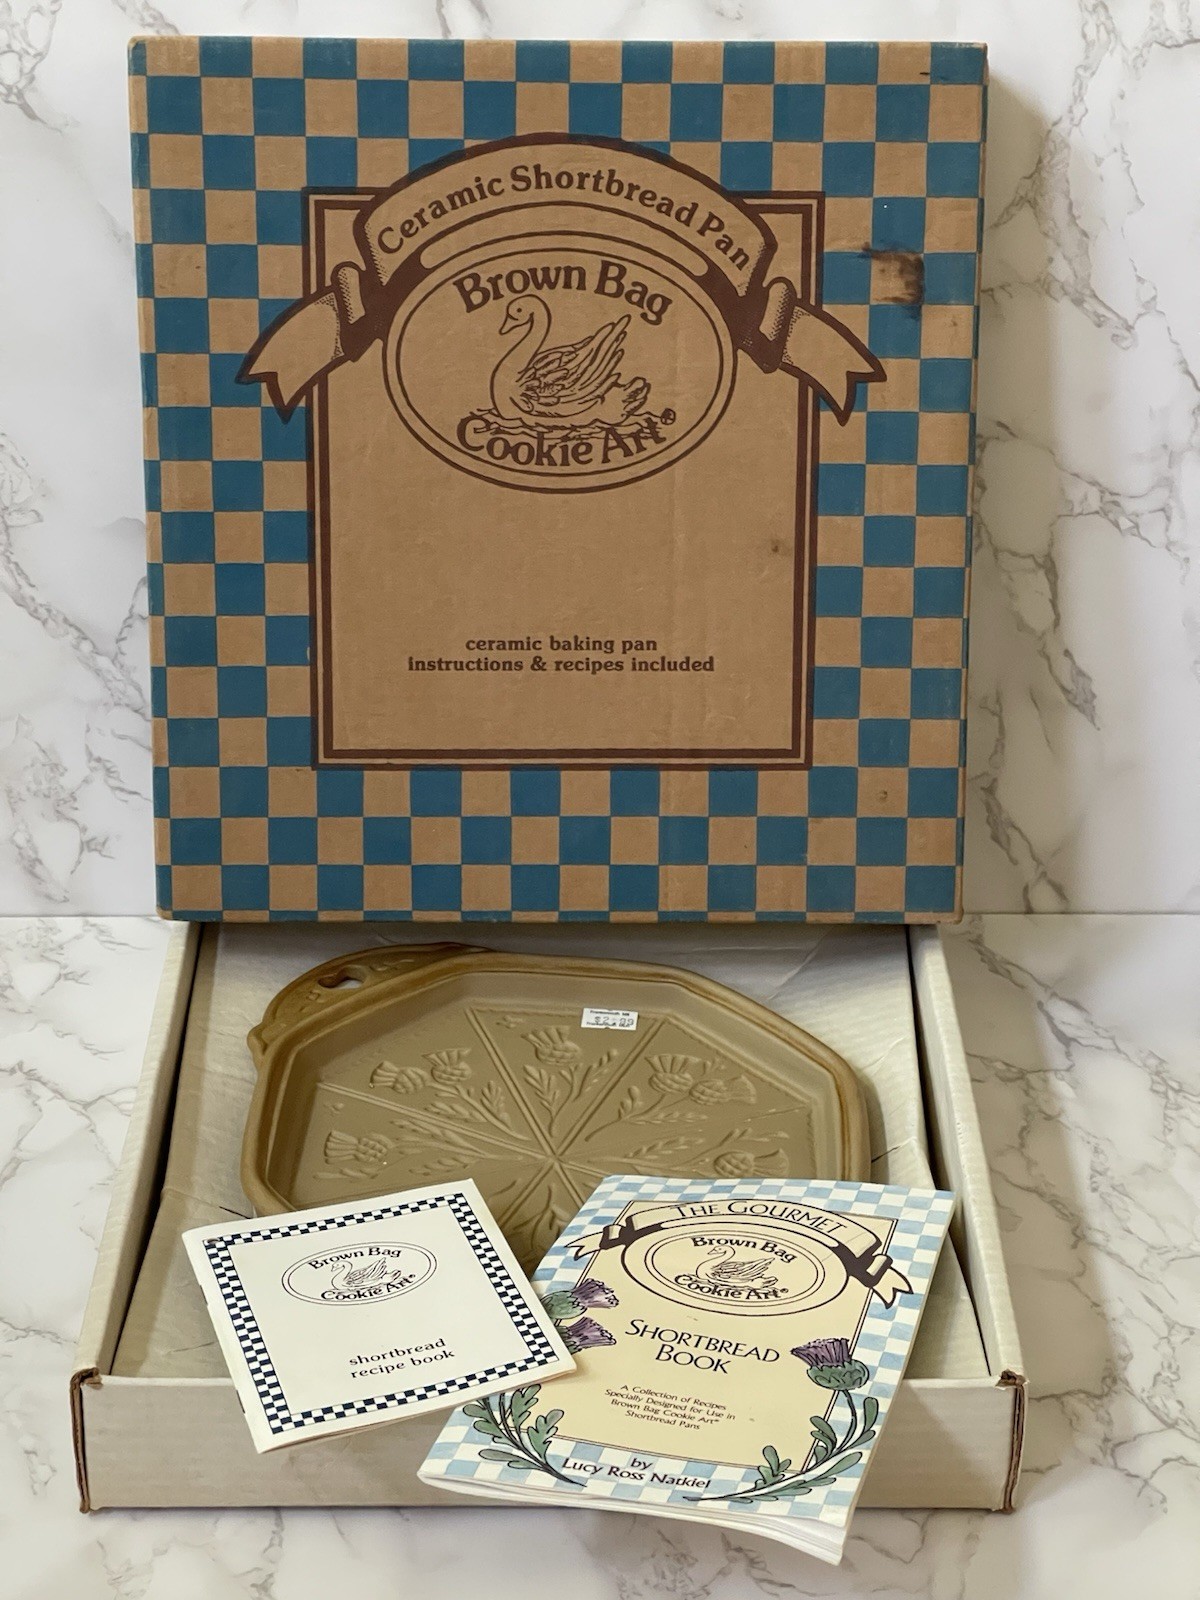 Ceramic Shortbread Pan
Brown Bag
Cookie Art®
ceramic baking pan
instructions & recipes included
Brown Bag
Cookie Art®
shortbread
recipe book
THE GOURMET
Brown Bag
Cookie Art®
SHORTBREAD
BOOK
A Collection of Recipes
Specially Designed for Use in
Brown Bag Cookie Art®
Shortbread Pans
by
Lucy Ross Natkiel